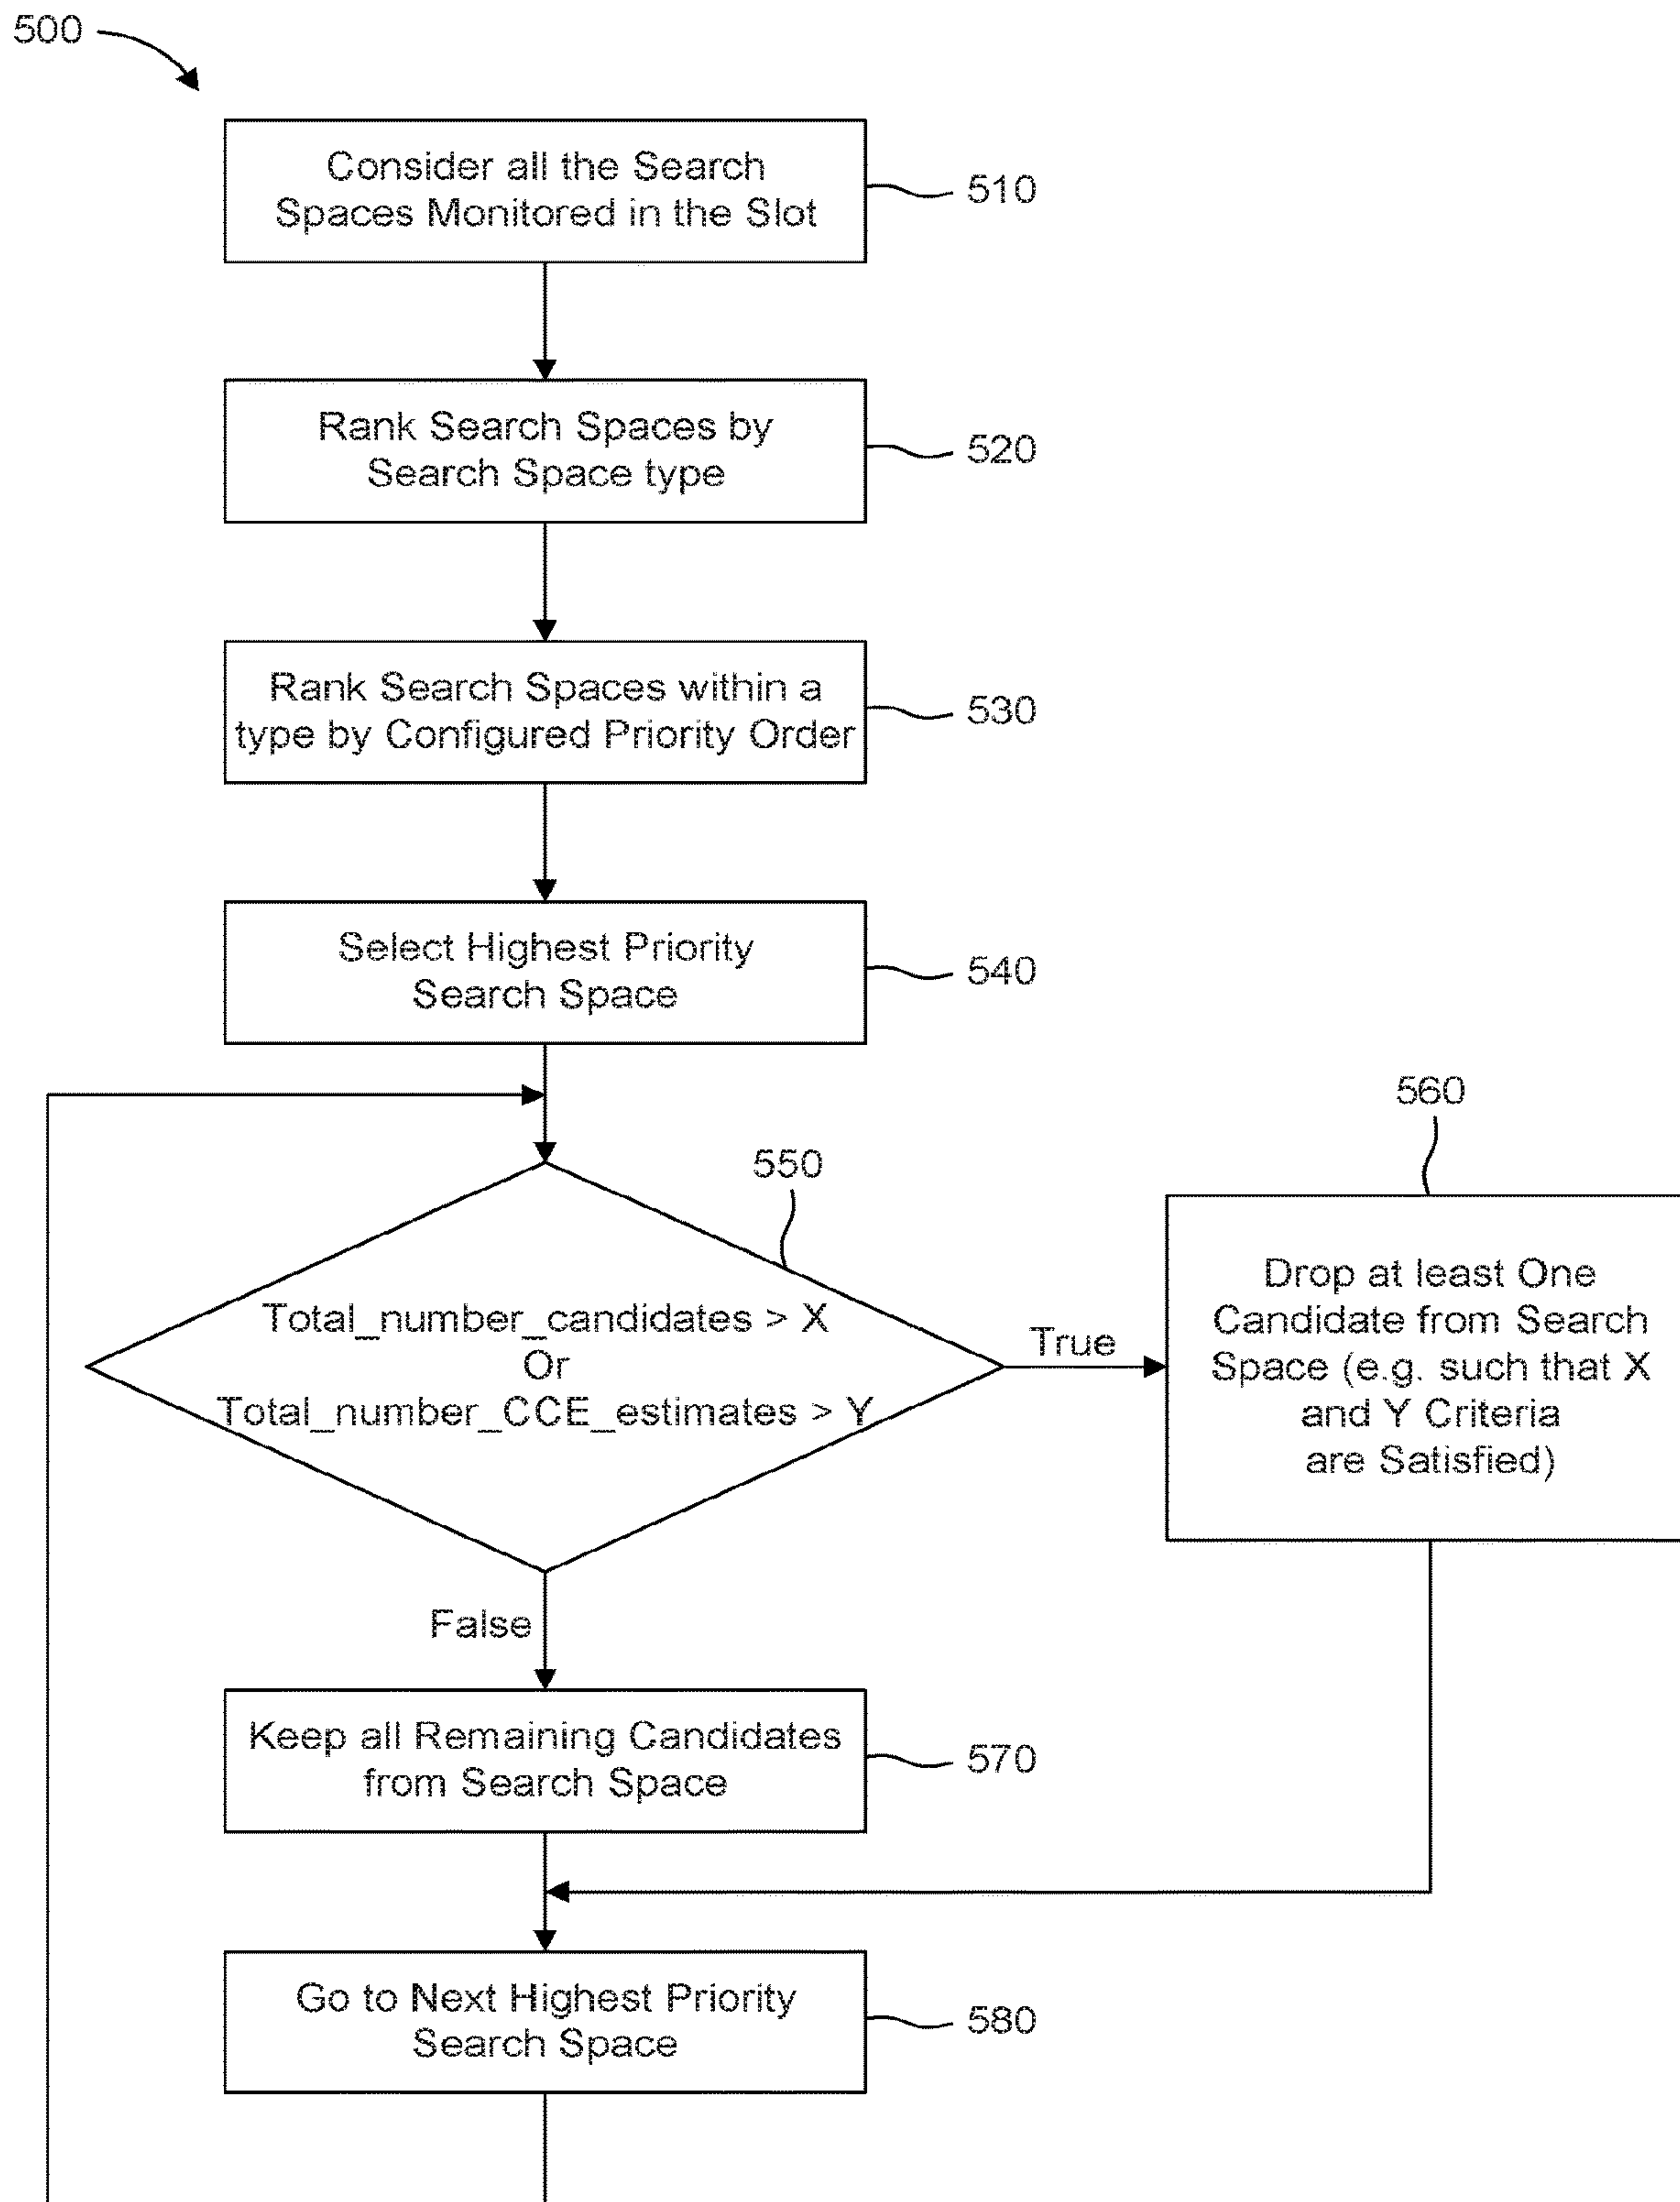 500
Consider all the Search
Spaces Monitored in the Slot
510
Rank Search Spaces by
Search Space type
520
Rank Search Spaces within a
type by Configured Priority Order
530
Select Highest Priority
Search Space
540
550
Total_number_candidates > X
Or
Total_number_CCE_estimates > Y
True
560
Drop at least One
Candidate from Search
Space (e.g. such that X
and Y Criteria
are Satisfied)
False
Keep all Remaining Candidates
from Search Space
570
Go to Next Highest Priority
Search Space
580